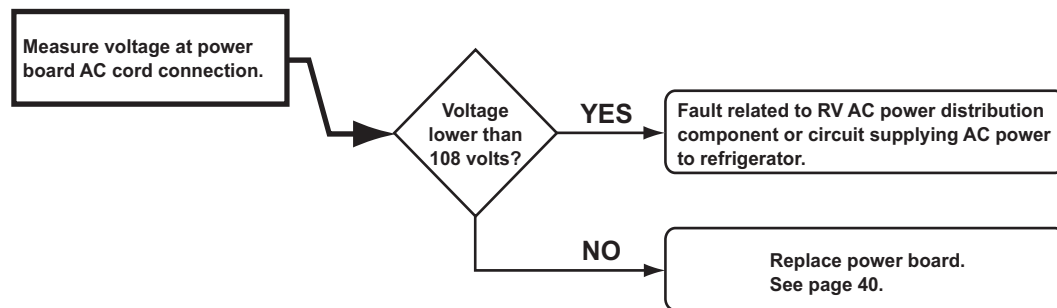 Measure voltage at power
board AC cord connection.
Voltage
lower than
108 volts?
YES
Fault related to RV AC power distribution
component or circuit supplying AC power
to refrigerator.
NO
Replace power board.
See page 40.